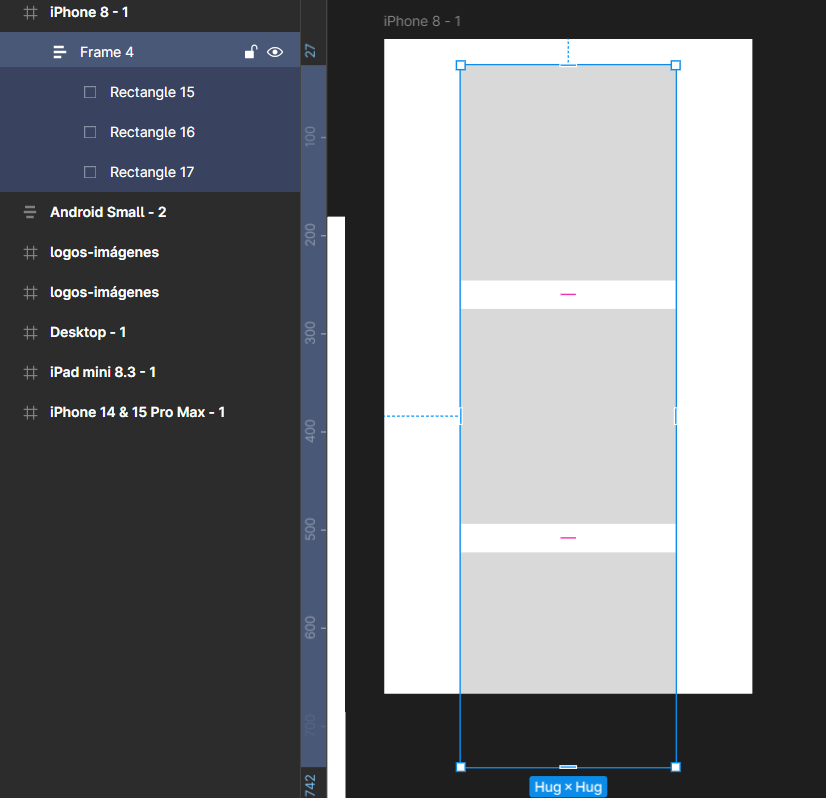 iPhone 8 - 1
Frame 4
Rectangle 15
Rectangle 16
Rectangle 17
Android Small - 2
logos-imágenes
logos-imágenes
Desktop - 1
iPad mini 8.3 - 1
iPhone 14 & 15 Pro Max - 1
27
100
200
300
400
500
600
700
742
iPhone 8 - 1
Hug × Hug